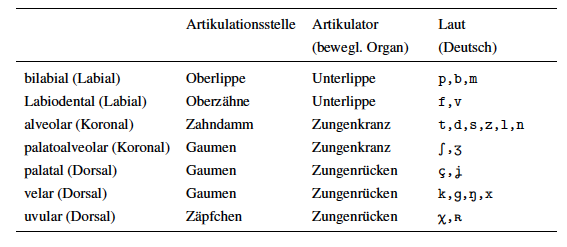 Artikulationsstelle Artikulator Laut
(bewegl. Organ) (Deutsch)
bilabial (Labial) Oberlippe Unterlippe p,b,m
Labiodental (Labial) Oberzähne Unterlippe f,v
alveolar (Koronal) Zahndamm Zungenkranz t,d,s,z,l,n
palatoalveolar (Koronal) Gaumen Zungenkranz ʃ,ʒ
palatal (Dorsal) Gaumen Zungenrücken ç,ʝ
velar (Dorsal) Gaumen Zungenrücken k,g,ŋ,x
uvular (Dorsal) Zäpfchen Zungenrücken χ,ʀ